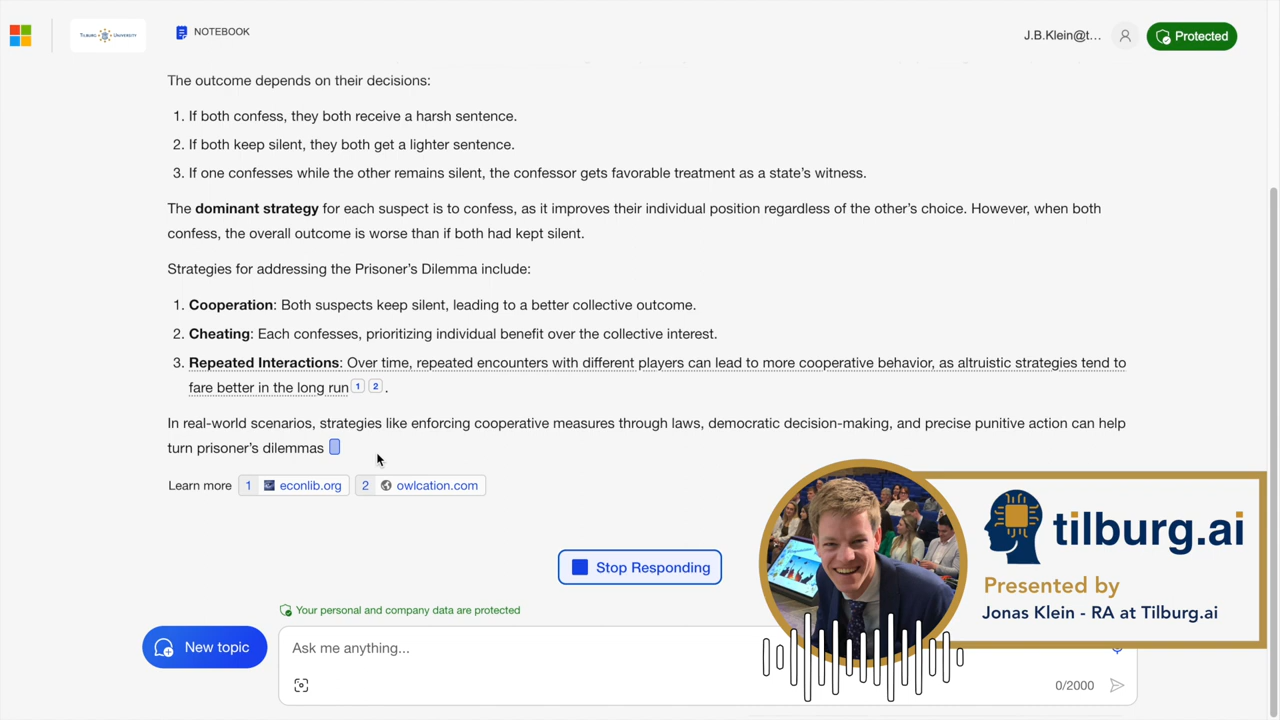 TILBURG UNIVERSITY
NOTEBOOK
J.B.Klein@t...
Protected
The outcome depends on their decisions:
1. If both confess, they both receive a harsh sentence.
2. If both keep silent, they both get a lighter sentence.
3. If one confesses while the other remains silent, the confessor gets favorable treatment as a state’s witness.
The dominant strategy for each suspect is to confess, as it improves their individual position regardless of the other’s choice. However, when both
confess, the overall outcome is worse than if both had kept silent.
Strategies for addressing the Prisoner’s Dilemma include:
1. Cooperation: Both suspects keep silent, leading to a better collective outcome.
2. Cheating: Each confesses, prioritizing individual benefit over the collective interest.
3. Repeated Interactions: Over time, repeated encounters with different players can lead to more cooperative behavior, as altruistic strategies tend to
fare better in the long run 1 2 .
In real-world scenarios, strategies like enforcing cooperative measures through laws, democratic decision-making, and precise punitive action can help
turn prisoner’s dilemmas
Learn more 1 econlib.org 2 owlcation.com
Stop Responding
tilburg.ai
Presented by
Jonas Klein - RA at Tilburg.ai
Your personal and company data are protected
New topic
Ask me anything...
0/2000